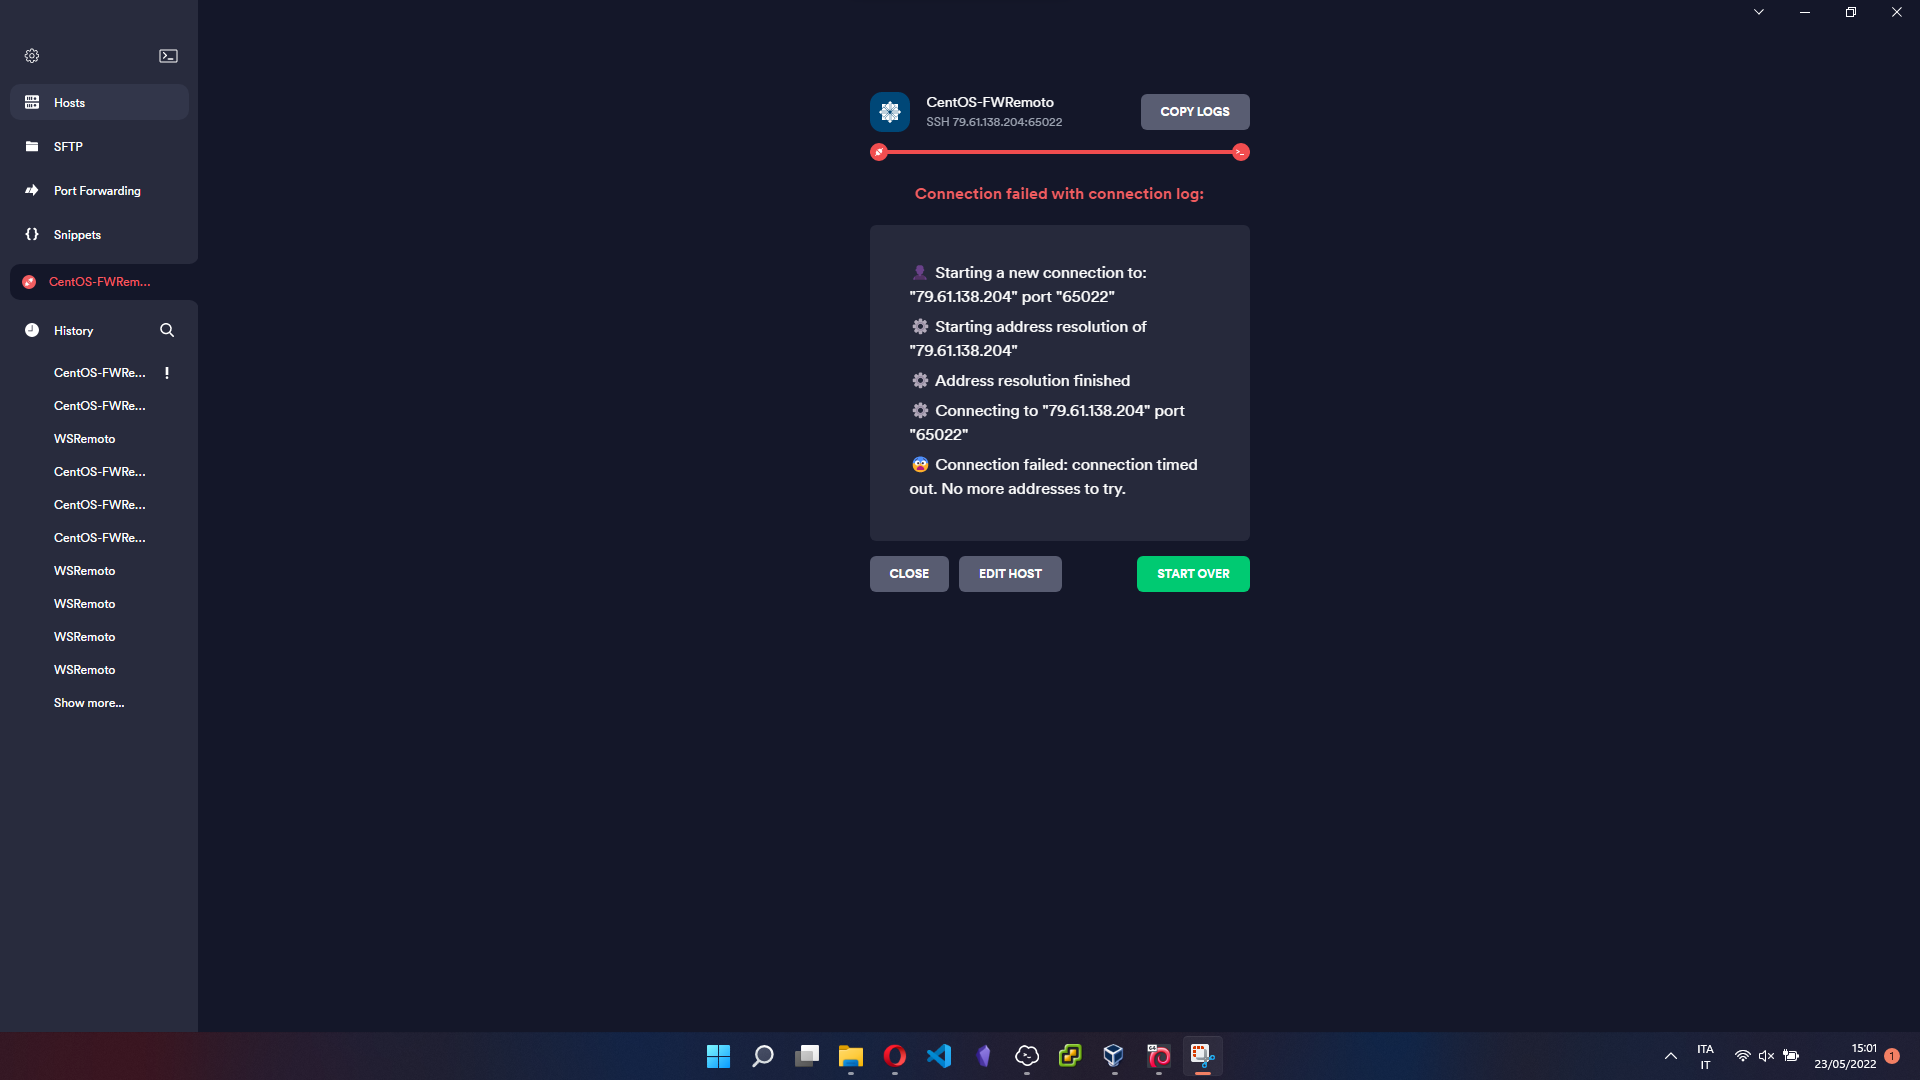 Hosts
SFTP
Port Forwarding
Snippets
CentOS-FWRem...
History
CentOS-FWRe...
CentOS-FWRe...
WSRemoto
CentOS-FWRe...
CentOS-FWRe...
CentOS-FWRe...
WSRemoto
WSRemoto
WSRemoto
WSRemoto
Show more...
CentOS-FWRemoto
SSH 79.61.138.204:65022
COPY LOGS
Connection failed with connection log:
👤 Starting a new connection to:
"79.61.138.204" port "65022"
⚙️ Starting address resolution of
"79.61.138.204"
⚙️ Address resolution finished
⚙️ Connecting to "79.61.138.204" port
"65022"
😨 Connection failed: connection timed
out. No more addresses to try.
CLOSE
EDIT HOST
START OVER
64
ITA
IT
15:01
23/05/2022
1